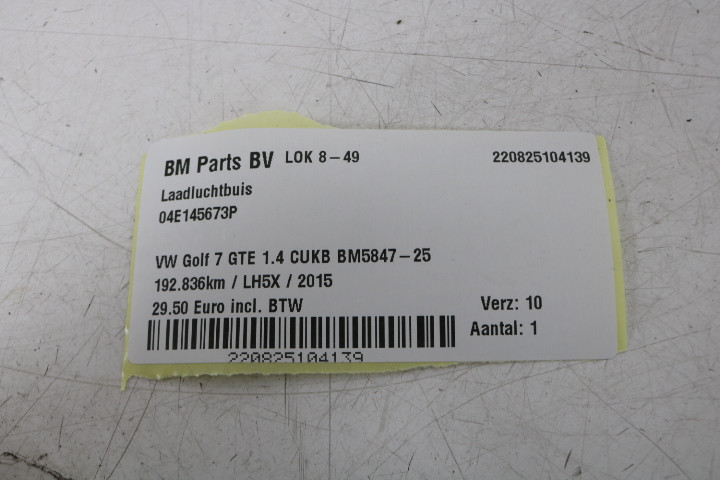 BM Parts BV LOK 8-49 220825104139
Laadluchtbuis
04E145673P
VW Golf 7 GTE 1.4 CUKB BM5847-25
192.836km / LH5X / 2015
29.50 Euro incl. BTW Verz: 10
Aantal: 1
220825104139